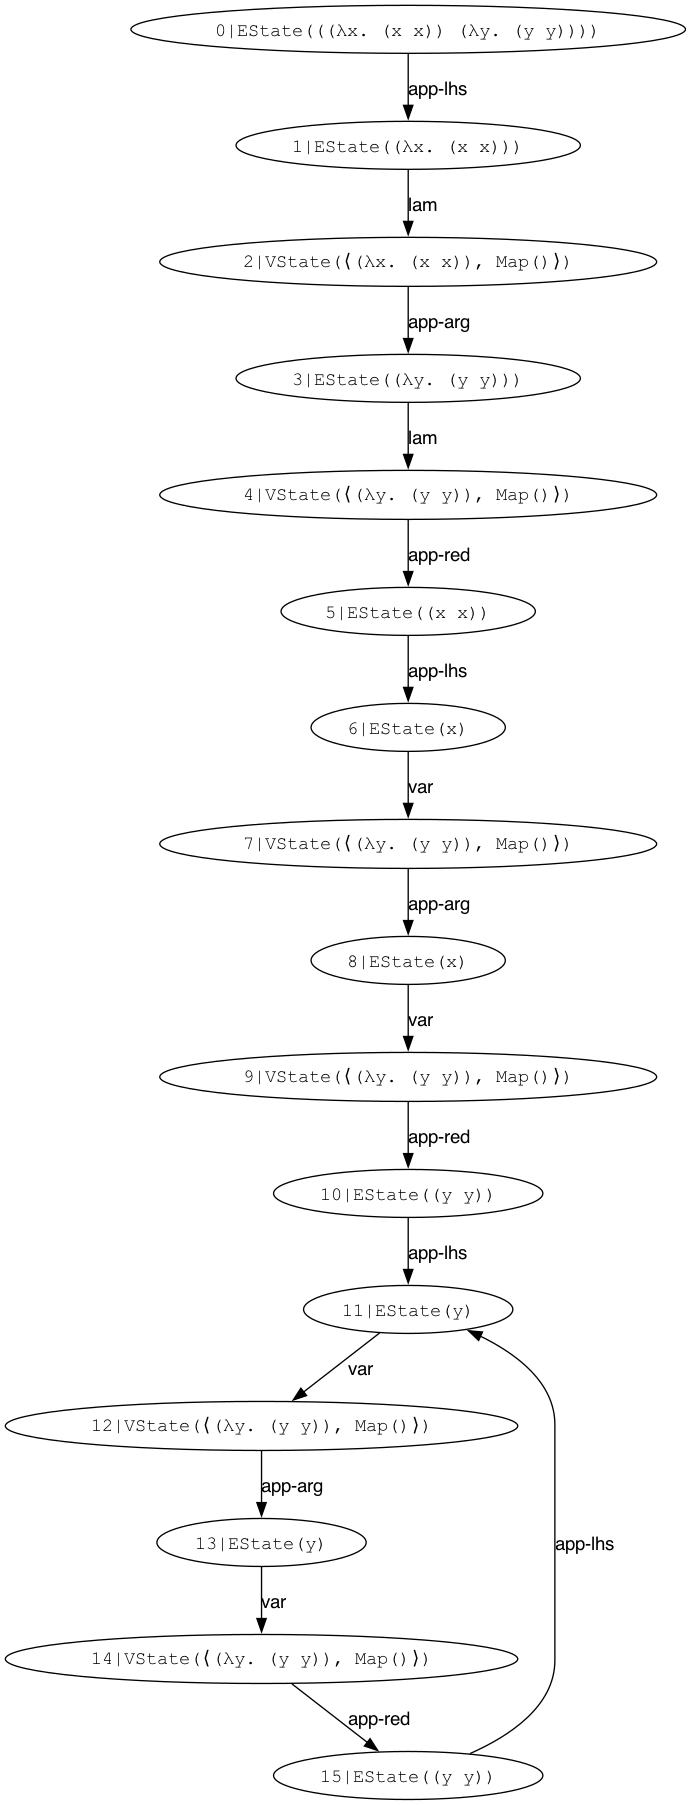 0|EState(((λx. (x x)) (λy. (y y))))
app-lhs
1|EState((λx. (x x)))
lam
2|VState(⟨(λx. (x x)), Map()⟩)
app-arg
3|EState((λy. (y y)))
lam
4|VState(⟨(λy. (y y)), Map()⟩)
app-red
5|EState((x x))
app-lhs
6|EState(x)
var
7|VState(⟨(λy. (y y)), Map()⟩)
app-arg
8|EState(x)
var
9|VState(⟨(λy. (y y)), Map()⟩)
app-red
10|EState((y y))
app-lhs
11|EState(y)
var
12|VState(⟨(λy. (y y)), Map()⟩)
app-arg
13|EState(y)
app-lhs
var
14|VState(⟨(λy. (y y)), Map()⟩)
app-red
15|EState((y y))